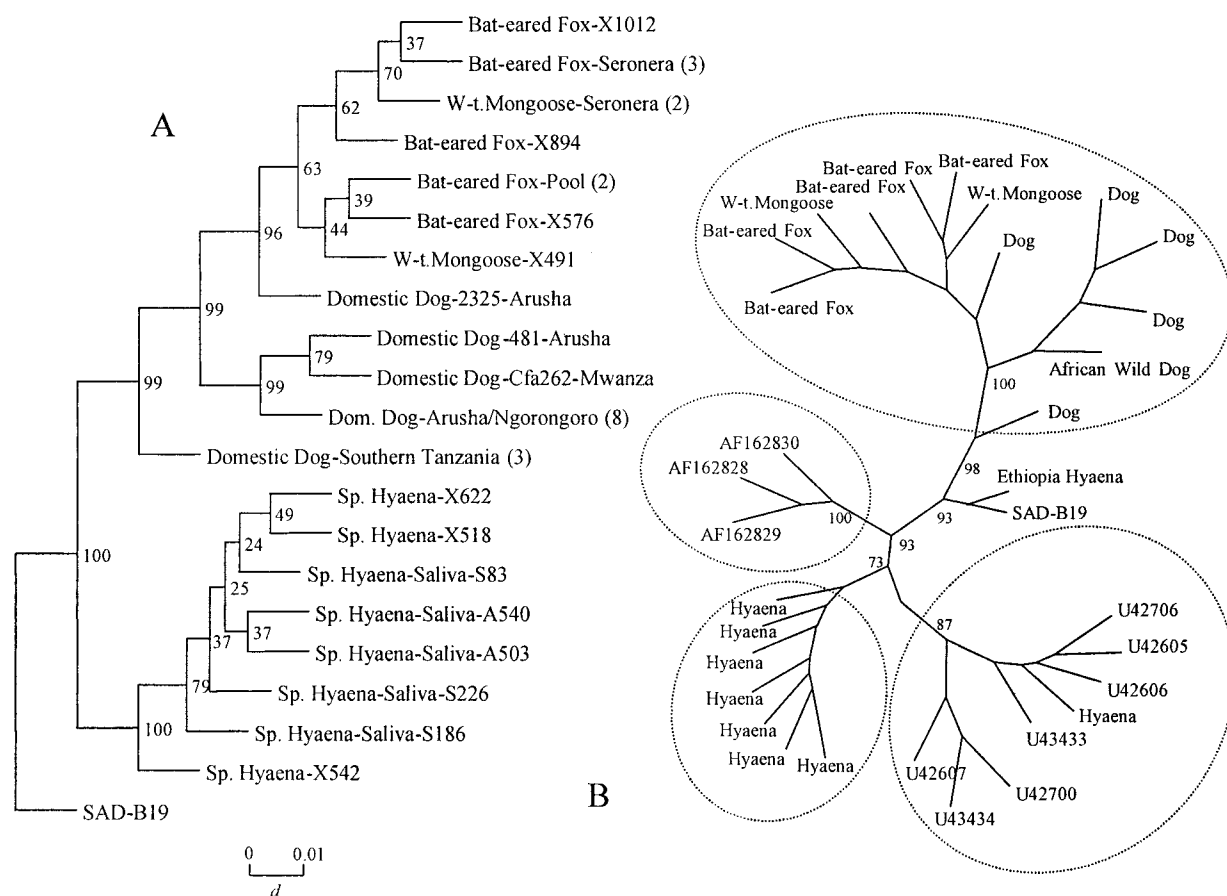 A
Bat-eared Fox-X1012
37
Bat-eared Fox-Seronera (3)
70
W-t.Mongoose-Seronera (2)
62
Bat-eared Fox-X894
63
Bat-eared Fox-Pool (2)
39
Bat-eared Fox-X576
44
96
W-t.Mongoose-X491
Domestic Dog-2325-Arusha
99
Domestic Dog-481-Arusha
79
Domestic Dog-Cfa262-Mwanza
99
99
Dom. Dog-Arusha/Ngorongoro (8)
Domestic Dog-Southern Tanzania (3)
Sp. Hyaena-X622
49
Sp. Hyaena-X518
24
100
Sp. Hyaena-Saliva-S83
25
Sp. Hyaena-Saliva-A540
37
37
Sp. Hyaena-Saliva-A503
79
Sp. Hyaena-Saliva-S226
100
Sp. Hyaena-Saliva-S186
Sp. Hyaena-X542
SAD-B19
0 0.01
d
B
Bat-eared Fox
Bat-eared Fox
Bat-eared Fox
W-t.Mongoose
W-t.Mongoose
Dog
Bat-eared Fox
Dog
Dog
Bat-eared Fox
Dog
African Wild Dog
100
Dog
98
Ethiopia Hyaena
SAD-B19
93
AF162830
AF162828
AF162829
100
93
73
Hyaena
Hyaena
Hyaena
Hyaena
Hyaena
Hyaena
Hyaena
87
U42706
U42605
U42606
Hyaena
U43433
U42607
U42700
U43434